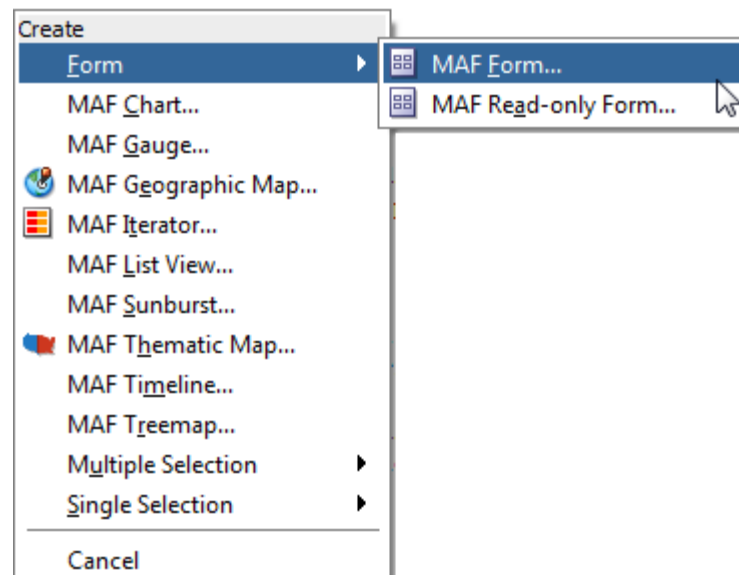 Create
Form
MAF Form...
MAF Read-only Form...
MAF Chart...
MAF Gauge...
MAF Geographic Map...
MAF Iterator...
MAF List View...
MAF Sunburst...
MAF Thematic Map...
MAF Timeline...
MAF Treemap...
Multiple Selection
Single Selection
Cancel